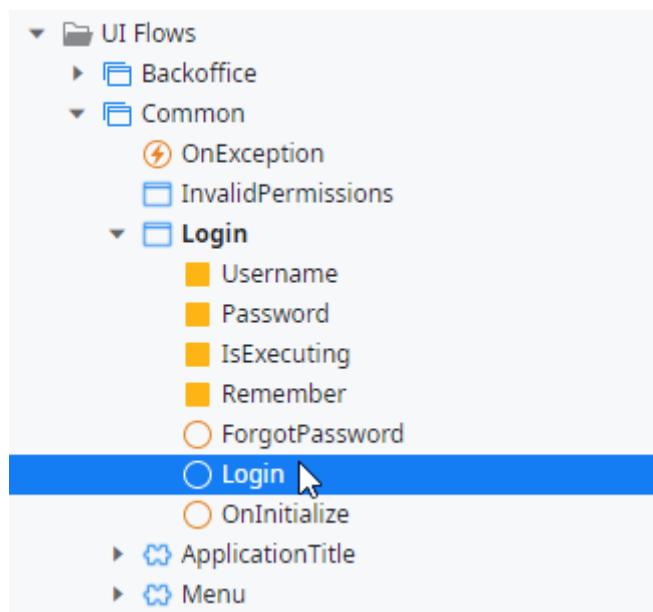 UI Flows
Backoffice
Common
OnException
InvalidPermissions
Login
Username
Password
IsExecuting
Remember
ForgotPassword
Login
OnInitialize
ApplicationTitle
Menu